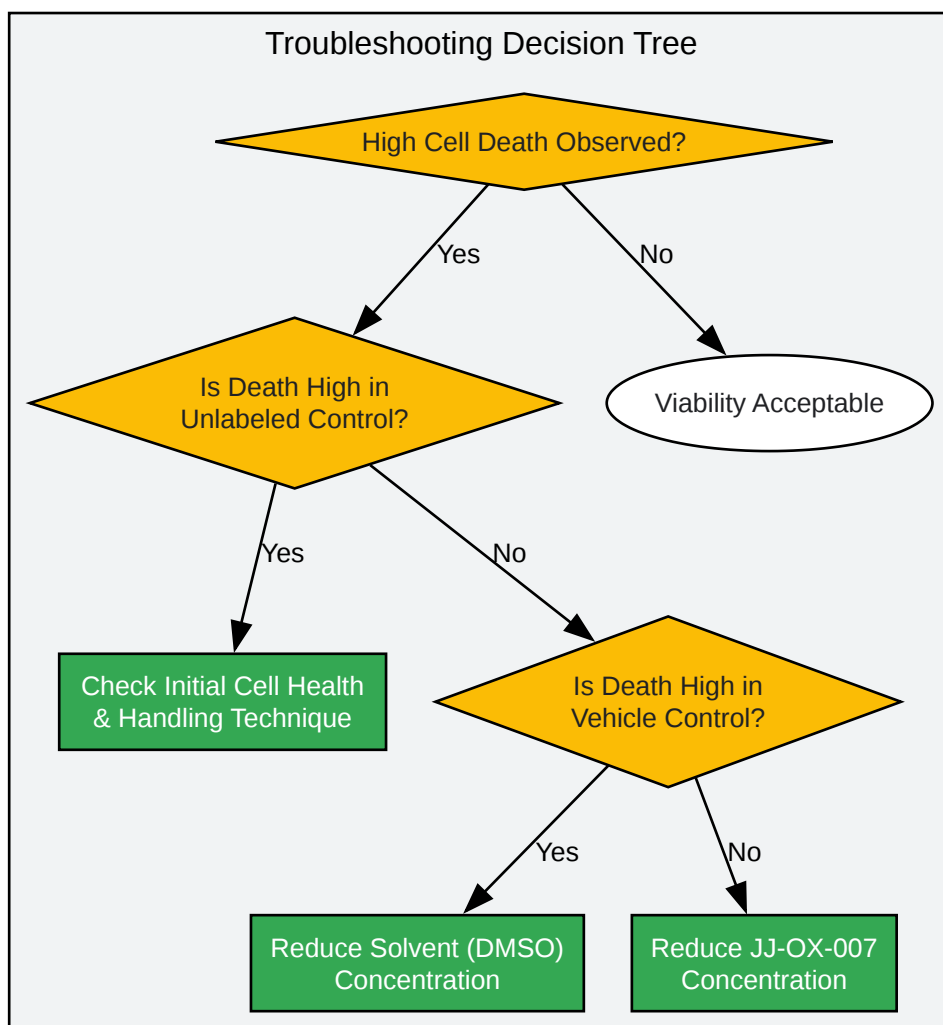 Troubleshooting Decision Tree
High Cell Death Observed?
Yes
No
Is Death High in
Unlabeled Control?
Viability Acceptable
Yes
No
Check Initial Cell Health
& Handling Technique
Is Death High in
Vehicle Control?
Yes
No
Reduce Solvent (DMSO)
Concentration
Reduce JJ-OX-007
Concentration